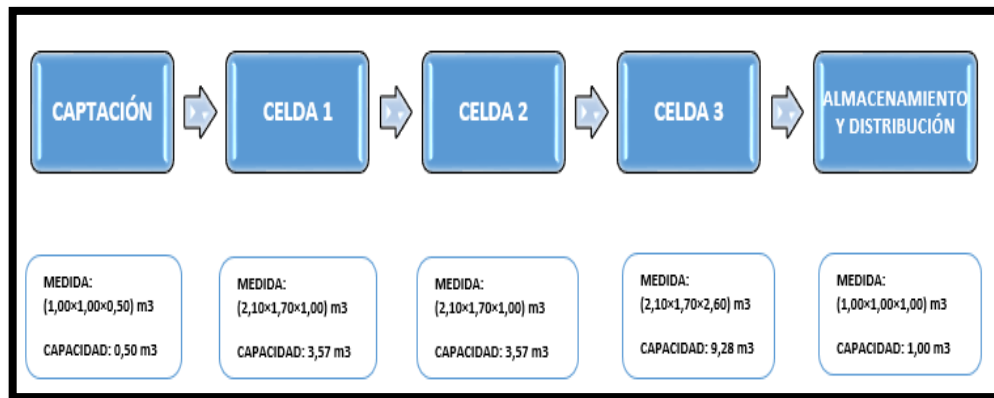 CAPTACIÓN
CELDA 1
CELDA 2
CELDA 3
ALMACENAMIENTO
Y DISTRIBUCIÓN
MEDIDA:
(1,00×1,00×0,50) m3
CAPACIDAD: 0,50 m3
MEDIDA:
(2,10×1,70×1,00) m3
CAPACIDAD: 3,57 m3
MEDIDA:
(2,10×1,70×1,00) m3
CAPACIDAD: 3,57 m3
MEDIDA:
(2,10×1,70×2,60) m3
CAPACIDAD: 9,28 m3
MEDIDA:
(1,00×1,00×1,00) m3
CAPACIDAD: 1,00 m3